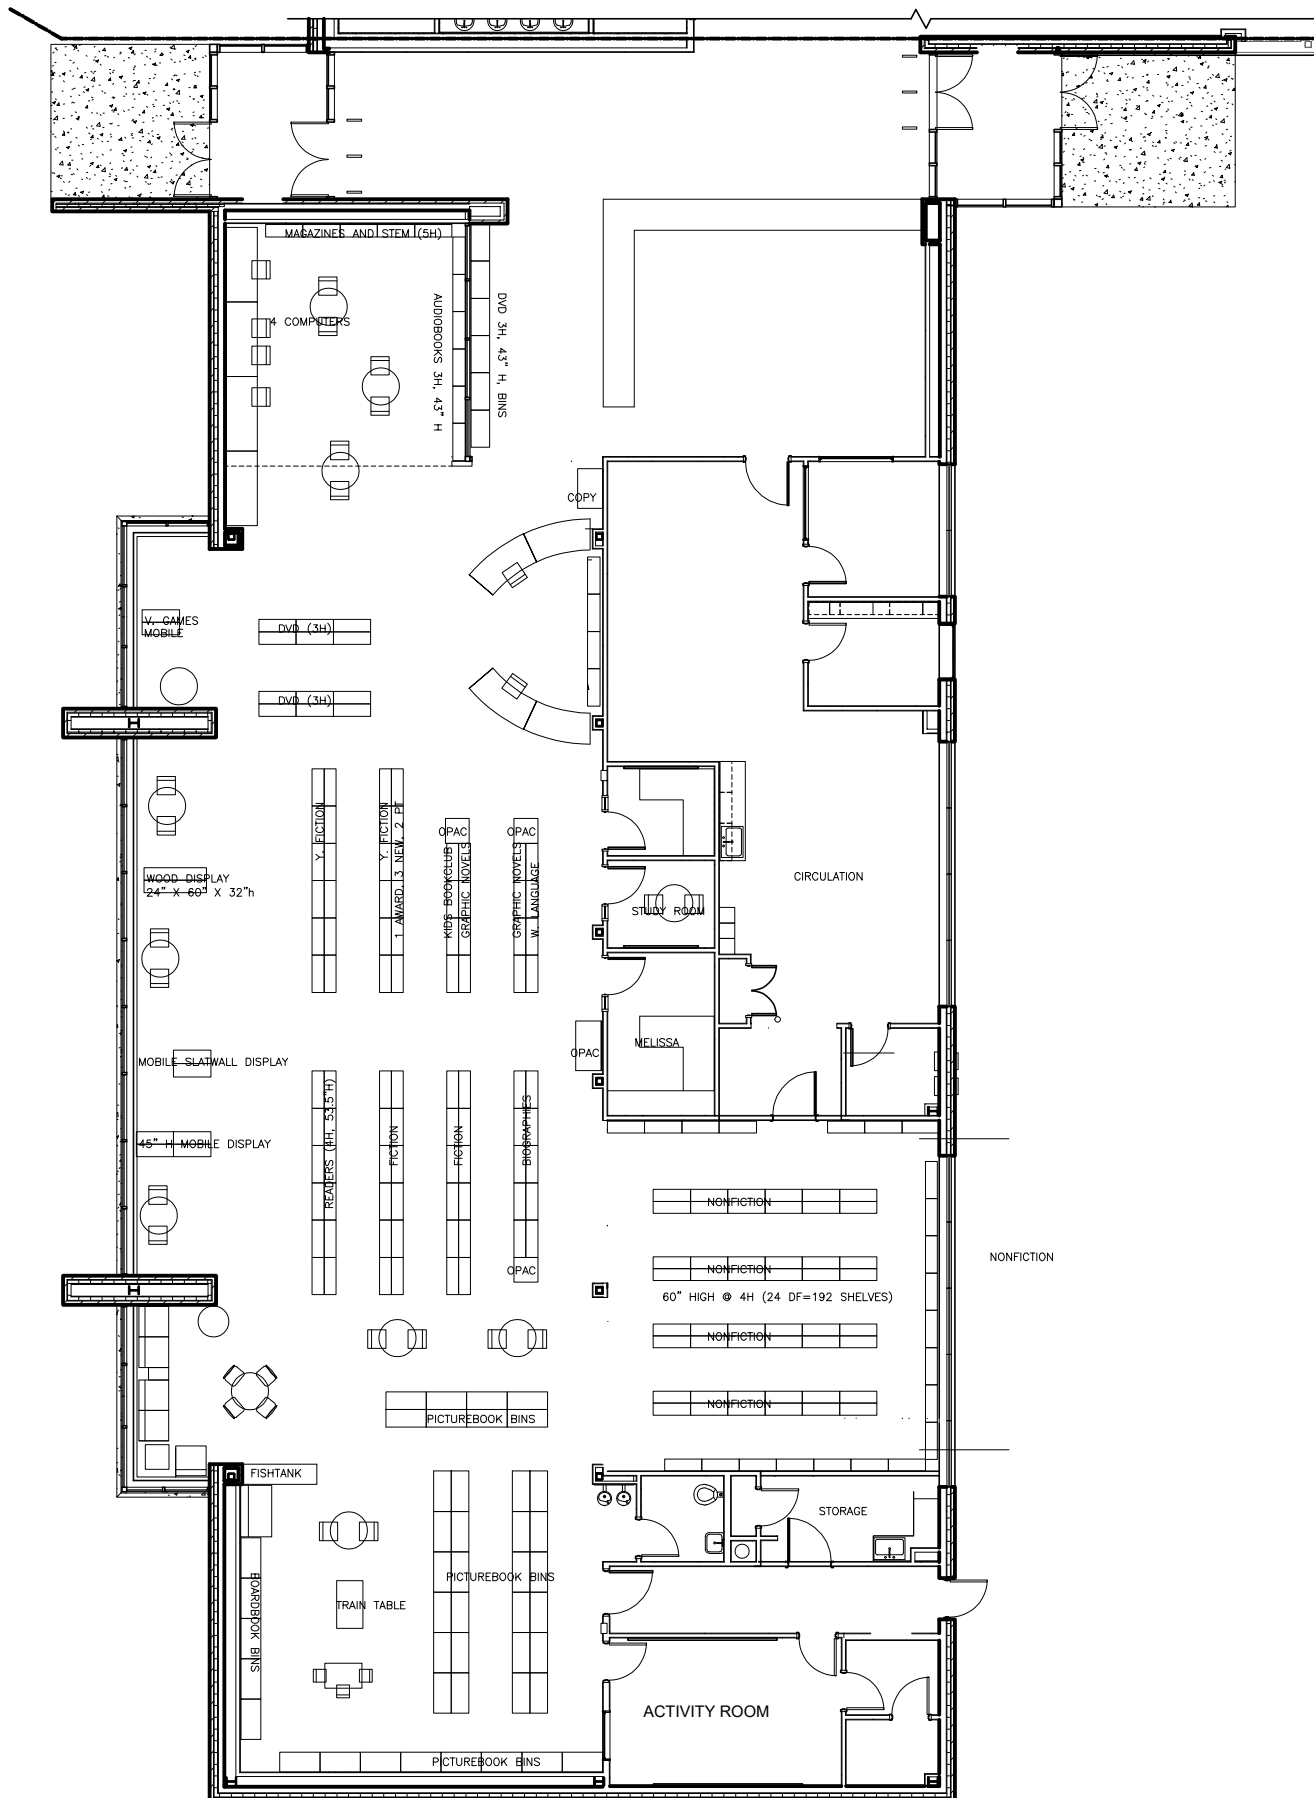 MAGAZINES AND STEM (5H)
4 COMPUTERS
AUDIOBOOKS 3H, 43" H
DVD 3H, 43" H, BINS
COPY
V. GAMES
MOBILE
DVD (3H)
DVD (3H)
H
Y. FICTION
Y. FICTION
1 AWARD, 3 NEW, 2 PT
OPAC
KIDS BOOKCLUB
GRAPHIC NOVELS
OPAC
GRAPHIC NOVELS
W. LANGUAGE
WOOD DISPLAY
24" X 60" X 32"h
CIRCULATION
STUDY ROOM
MELISSA
OPAC
MOBILE SLATWALL DISPLAY
45" H MOBILE DISPLAY
READERS (4H, 53.5"H)
FICTION
FICTION
BIOGRAPHIES
OPAC
NONFICTION
NONFICTION
NONFICTION
60" HIGH @ 4H (24 DF=192 SHELVES)
NONFICTION
NONFICTION
H
PICTUREBOOK BINS
FISHTANK
STORAGE
BOARDBOOK BINS
TRAIN TABLE
PICTUREBOOK BINS
ACTIVITY ROOM
PICTUREBOOK BINS